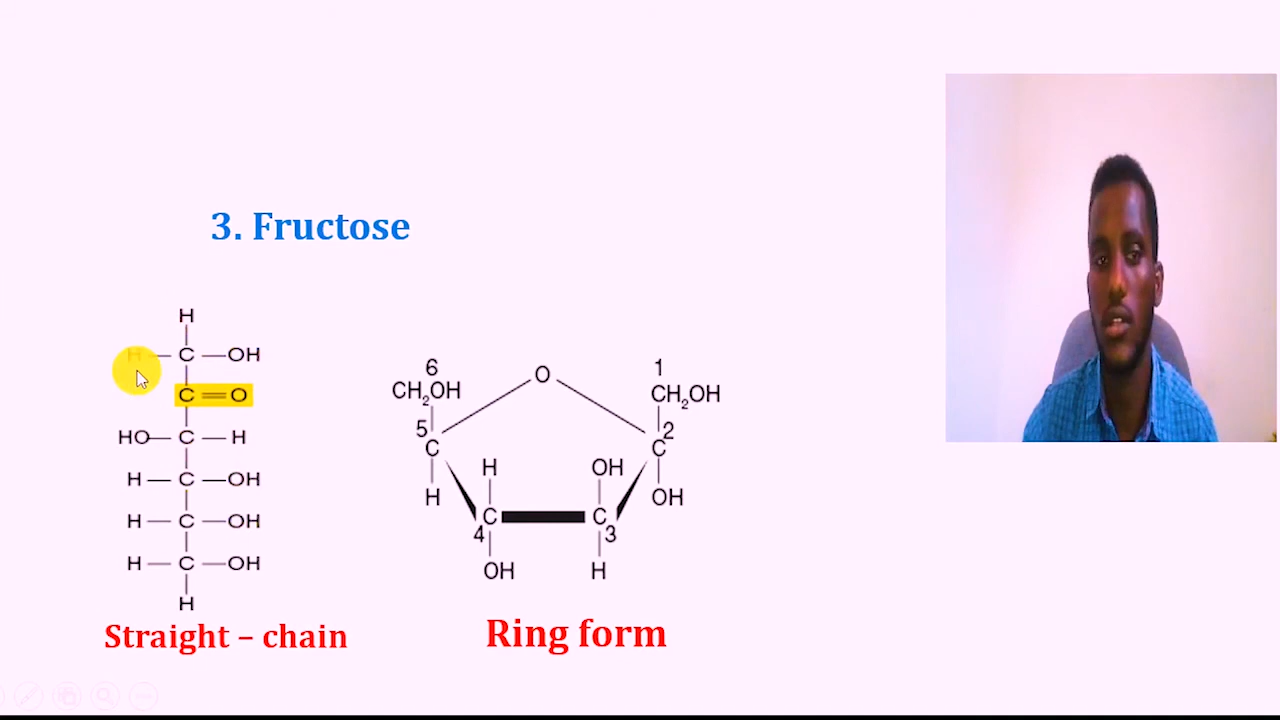 3. Fructose
H
H — C — OH
C = O
HO — C — H
H — C — OH
H — C — OH
H — C — OH
H
Straight – chain
6
CH2OH
5
C
H
O
1
CH2OH
2
C
OH
H
C
4
OH
OH
C
3
H
Ring form